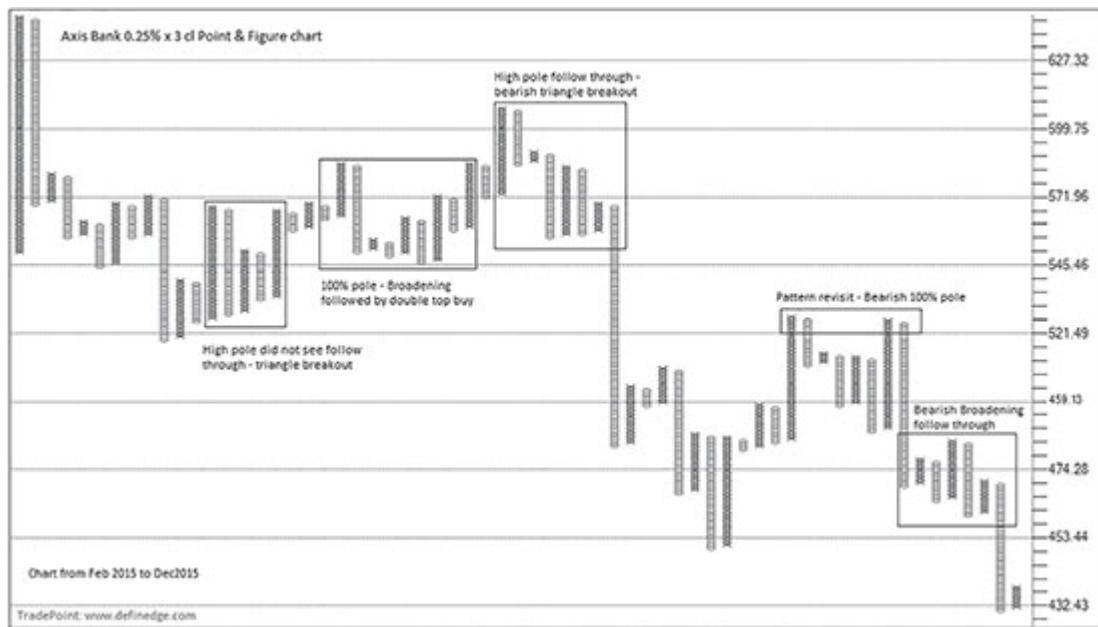 Axis Bank 0.25% x 3 cl Point & Figure chart
627.32
High pole follow through -
bearish triangle breakout
599.75
571.96
545.46
100% pole - Broadening
followed by double top buy
Pattern revisit - Bearish 100% pole
521.49
High pole did not see follow
through - triangle breakout
459.13
Bearish Broadening
follow through
474.28
453.44
Chart from Feb 2015 to Dec2015
432.43
TradePoint: www.definedge.com